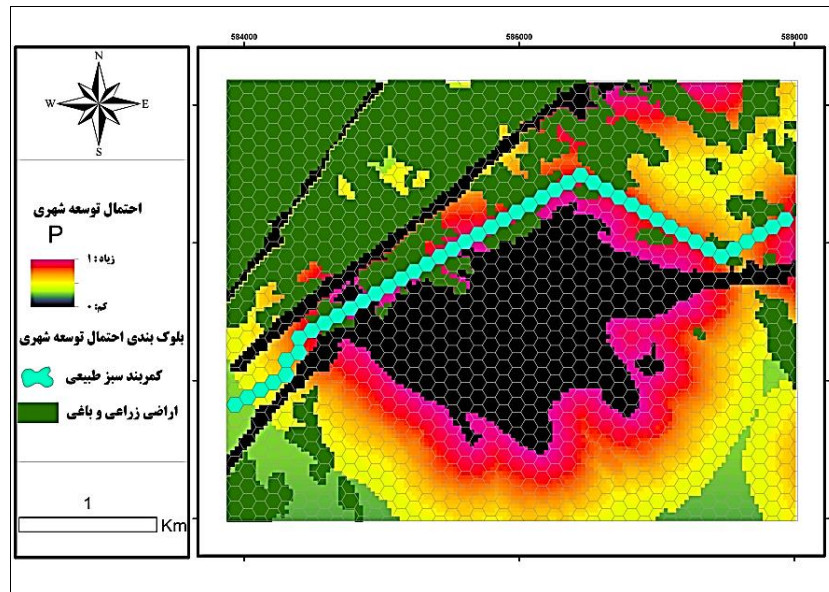 584000
586000
588000
N
W
E
S
احتمال توسعه شهری
P
زیاد : ۱
کم: ۰
بلوک بندی احتمال توسعه شهری
کمربند سبز طبیعی
اراضی زراعی و باغی
1
Km